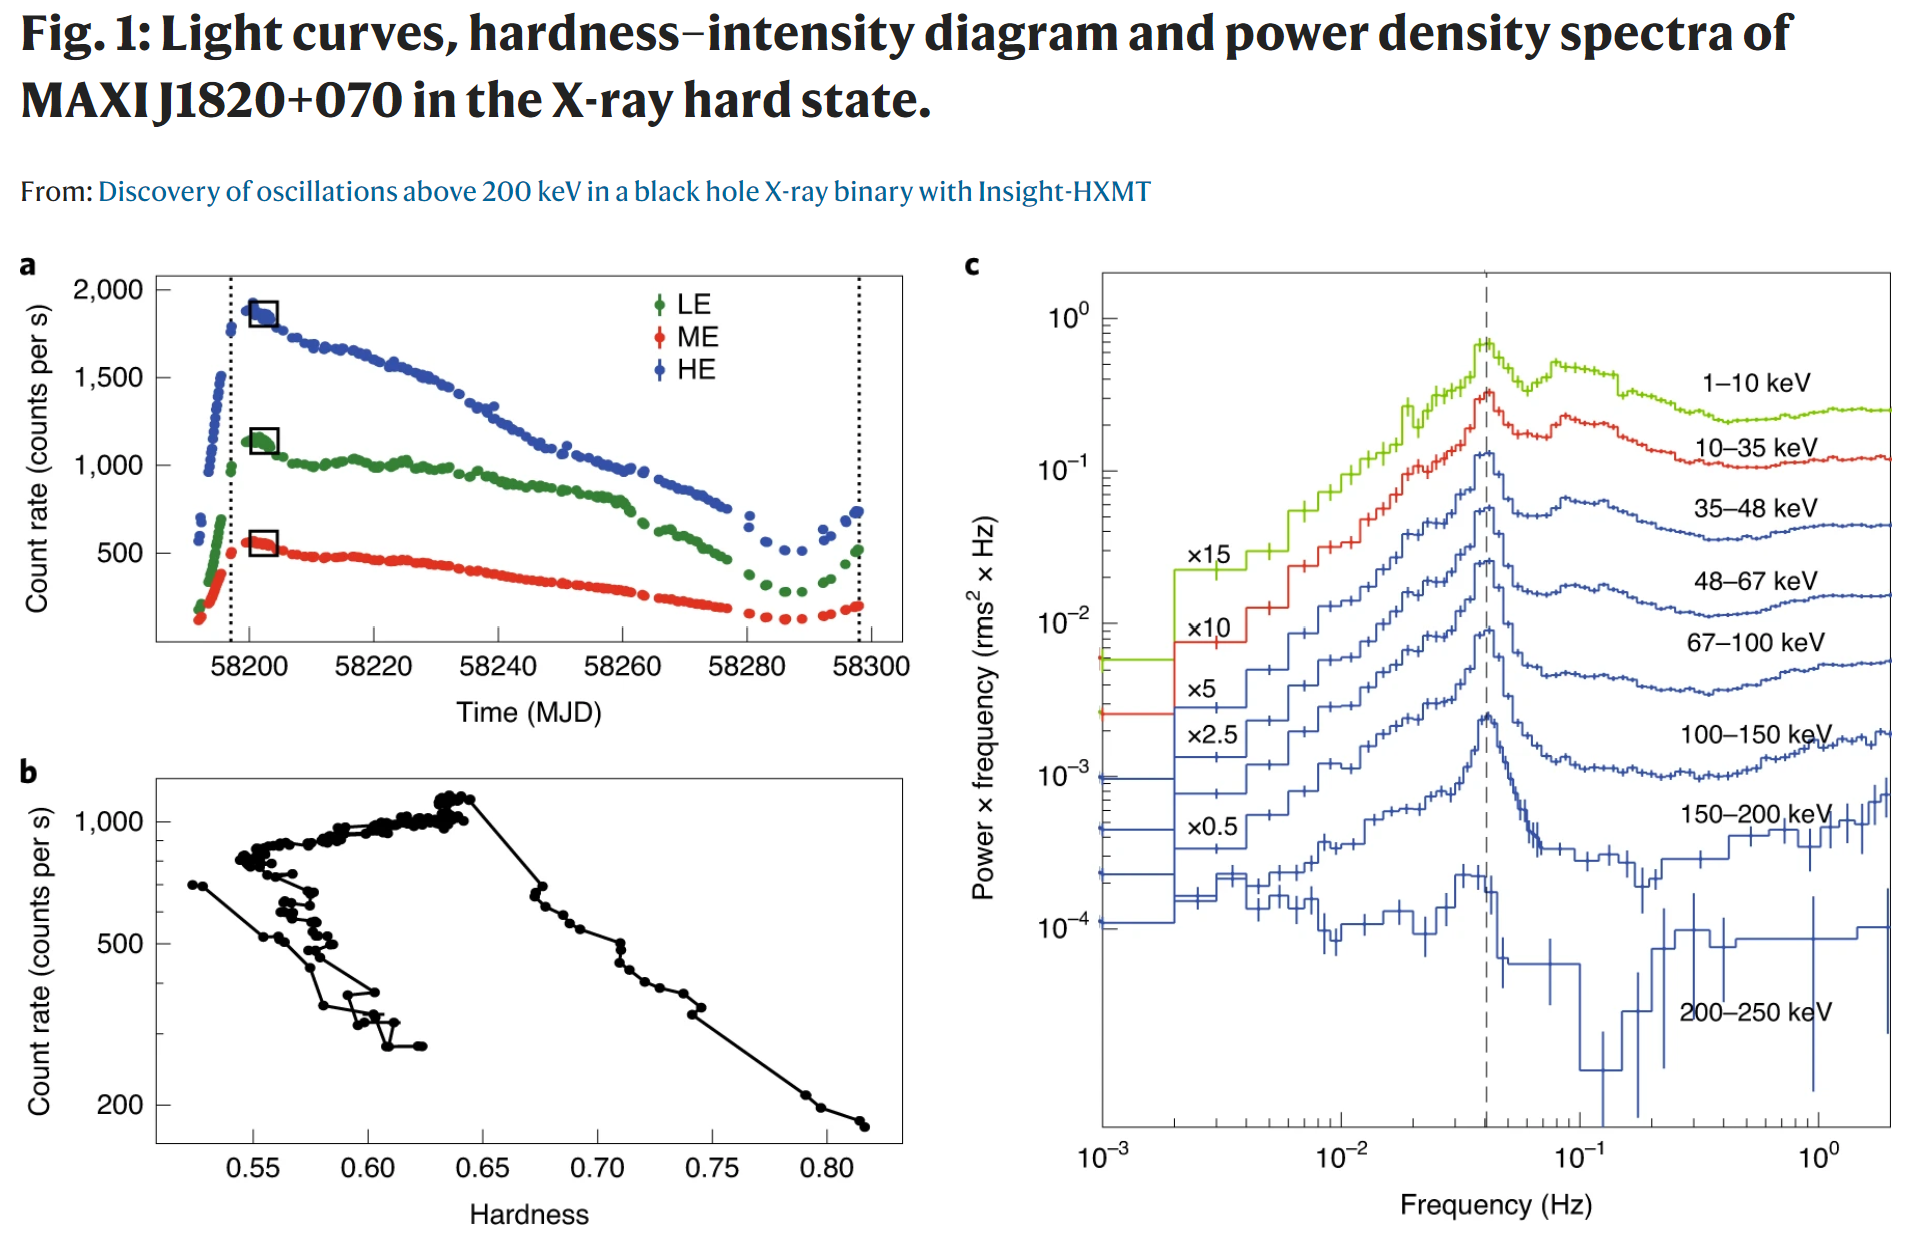 Fig. 1: Light curves, hardness–intensity diagram and power density spectra of
MAXI J1820+070 in the X-ray hard state.
From: Discovery of oscillations above 200 keV in a black hole X-ray binary with Insight-HXMT
a
Count rate (counts per s)
2,000
1,500
1,000
500
LE
ME
HE
58200
58220
58240
58260
58280
58300
Time (MJD)
b
Count rate (counts per s)
1,000
500
200
0.55
0.60
0.65
0.70
0.75
0.80
Hardness
c
Power × frequency (rms² × Hz)
10⁰
10⁻¹
10⁻²
10⁻³
10⁻⁴
×15
×10
×5
×2.5
×0.5
1–10 keV
10–35 keV
35–48 keV
48–67 keV
67–100 keV
100–150 keV
150–200 keV
200–250 keV
10⁻³
10⁻²
10⁻¹
10⁰
Frequency (Hz)